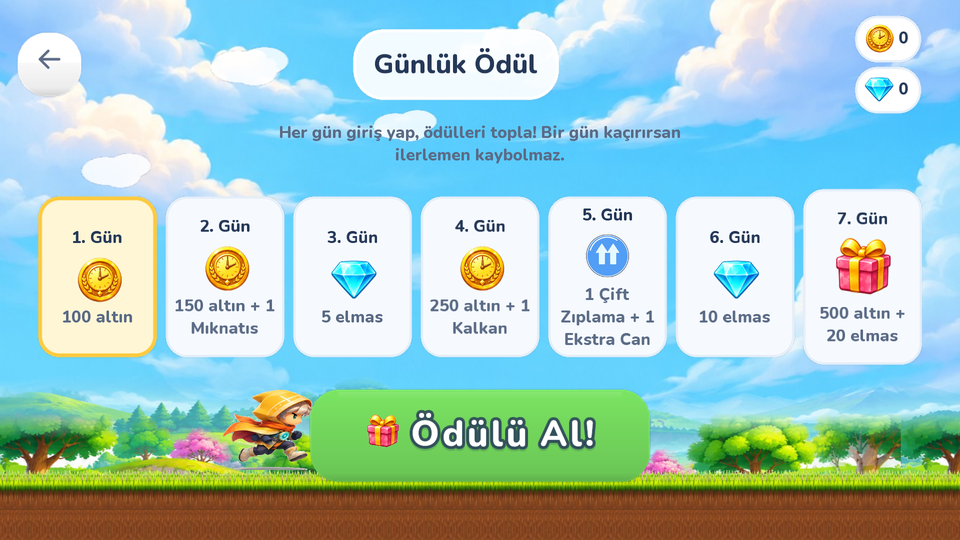 Günlük Ödül
0
0
Her gün giriş yap, ödülleri topla! Bir gün kaçırırsan
ilerlemen kaybolmaz.
1. Gün
100 altın
2. Gün
150 altın + 1
Mıknatıs
3. Gün
5 elmas
4. Gün
250 altın + 1
Kalkan
5. Gün
1 Çift
Zıplama + 1
Ekstra Can
6. Gün
10 elmas
7. Gün
500 altın +
20 elmas
Ödülü Al!